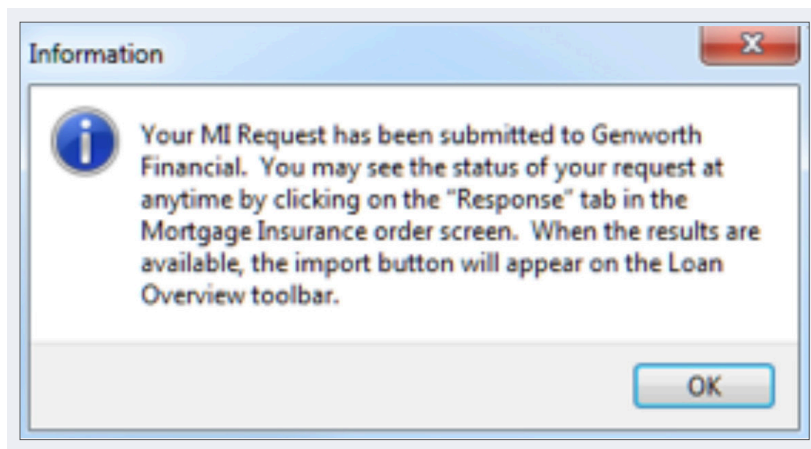 Information
Your MI Request has been submitted to Genworth
Financial. You may see the status of your request at
anytime by clicking on the "Response" tab in the
Mortgage Insurance order screen. When the results are
available, the import button will appear on the Loan
Overview toolbar.
OK